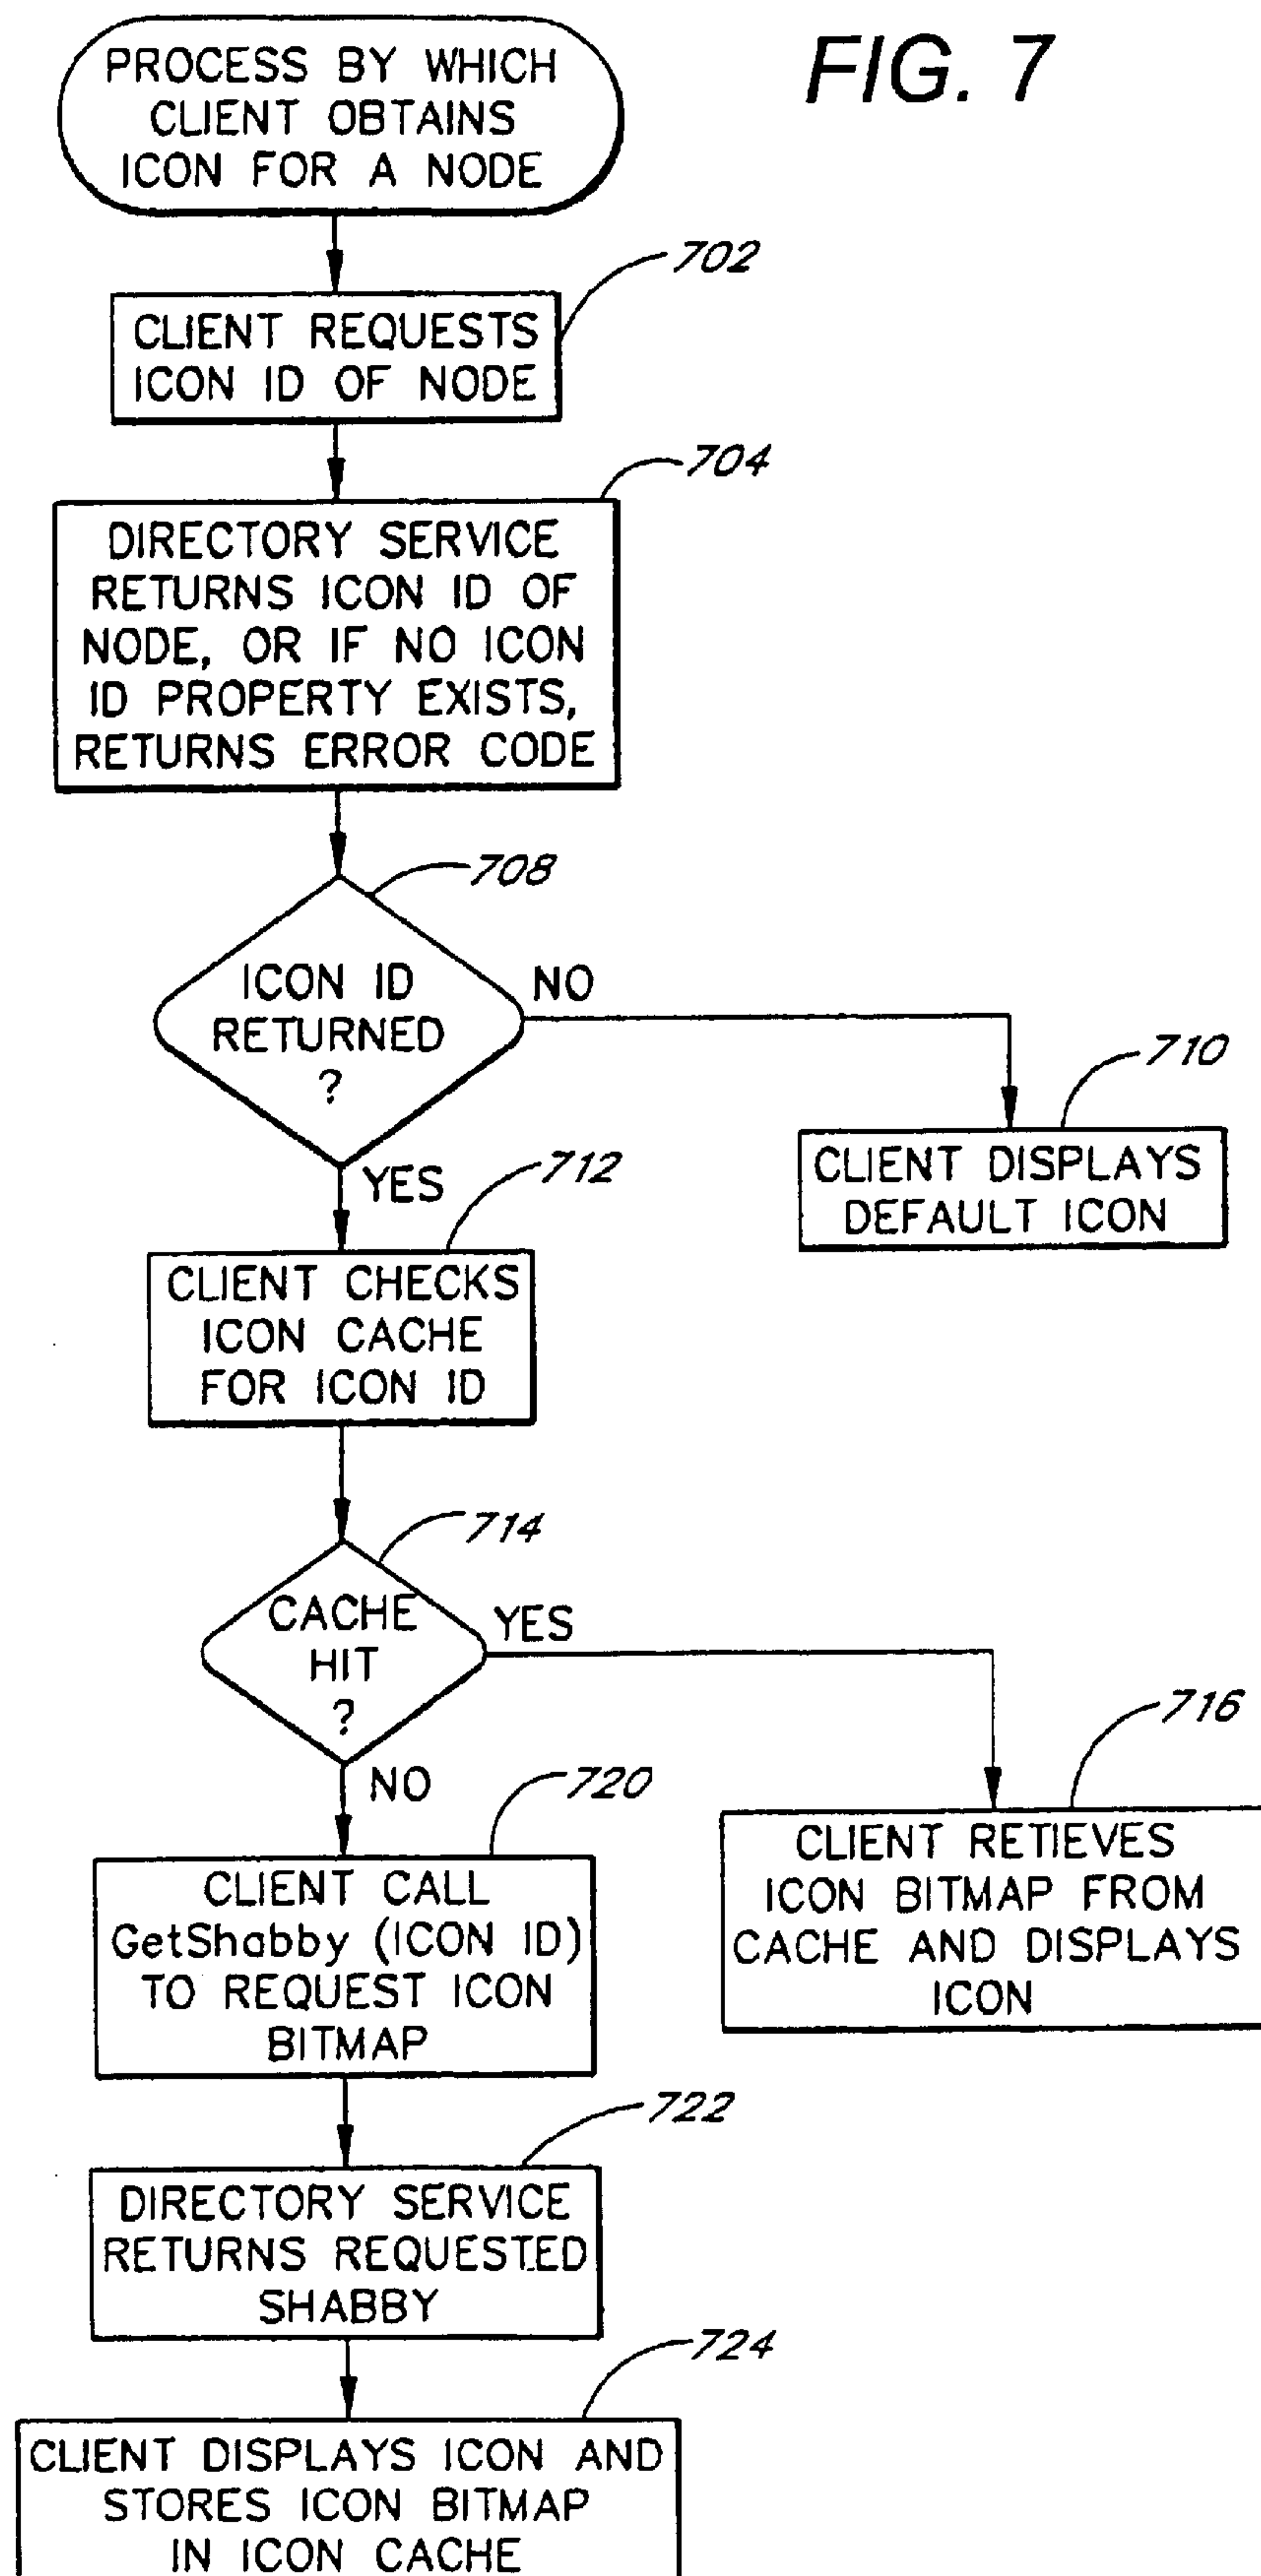 FIG. 7
PROCESS BY WHICH
CLIENT OBTAINS
ICON FOR A NODE
702
CLIENT REQUESTS
ICON ID OF NODE
704
DIRECTORY SERVICE
RETURNS ICON ID OF
NODE, OR IF NO ICON
ID PROPERTY EXISTS,
RETURNS ERROR CODE
708
ICON ID
RETURNED
?
NO
710
CLIENT DISPLAYS
DEFAULT ICON
YES
712
CLIENT CHECKS
ICON CACHE
FOR ICON ID
714
CACHE
HIT
?
YES
716
CLIENT RETIEVES
ICON BITMAP FROM
CACHE AND DISPLAYS
ICON
NO
720
CLIENT CALL
GetShabby (ICON ID)
TO REQUEST ICON
BITMAP
722
DIRECTORY SERVICE
RETURNS REQUESTED
SHABBY
724
CLIENT DISPLAYS ICON AND
STORES ICON BITMAP
IN ICON CACHE